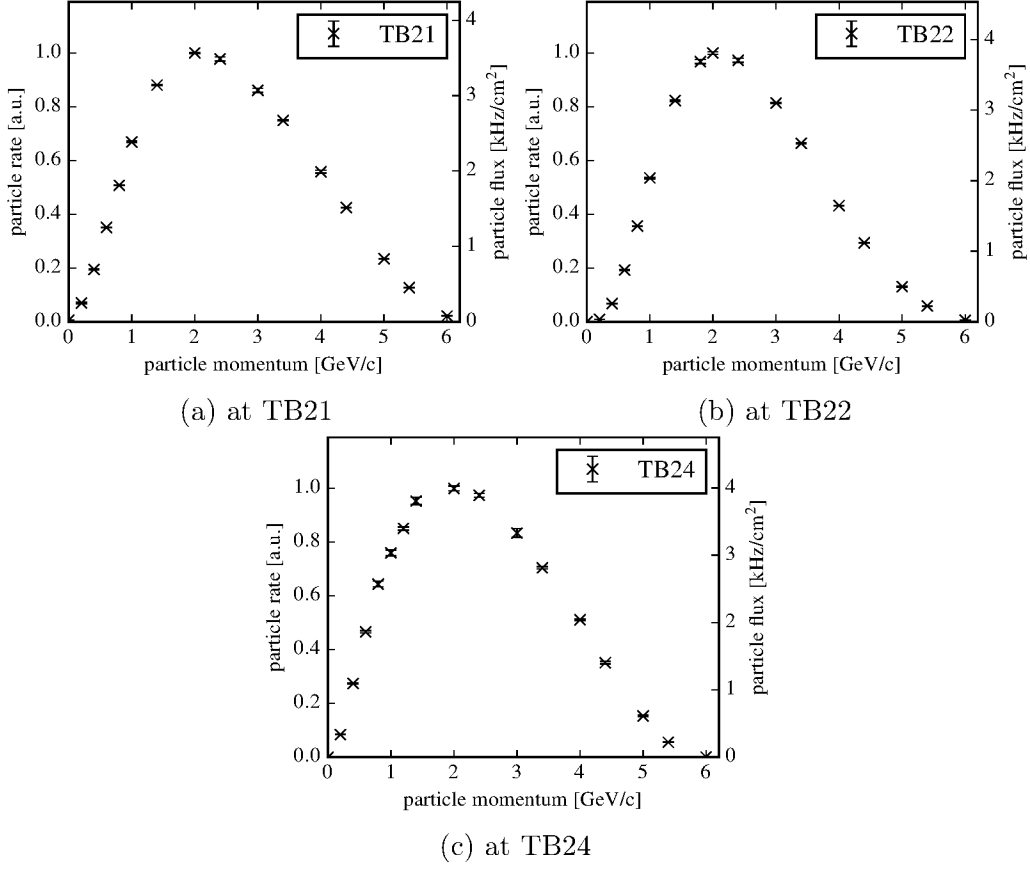 TB21
1.0
0.8
0.6
0.4
0.2
0.0
particle rate [a.u.]
4
3
2
1
0
particle flux [kHz/cm²]
0 1 2 3 4 5 6
particle momentum [GeV/c]
(a) at TB21
TB22
1.0
0.8
0.6
0.4
0.2
0.0
particle rate [a.u.]
4
3
2
1
0
particle flux [kHz/cm²]
0 1 2 3 4 5 6
particle momentum [GeV/c]
(b) at TB22
TB24
1.0
0.8
0.6
0.4
0.2
0.0
particle rate [a.u.]
4
3
2
1
0
particle flux [kHz/cm²]
0 1 2 3 4 5 6
particle momentum [GeV/c]
(c) at TB24